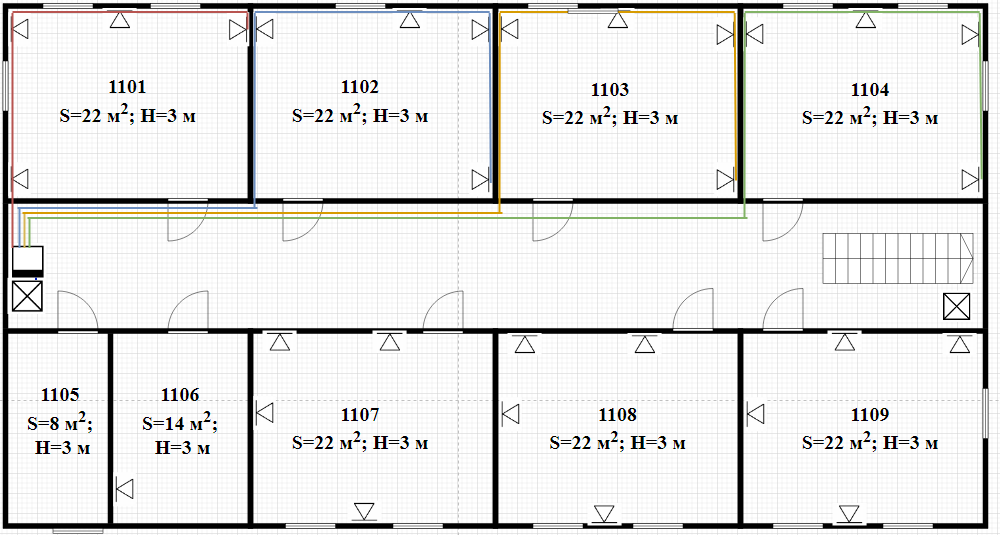 1101
S=22 м²; H=3 м
1102
S=22 м²; H=3 м
1103
S=22 м²; H=3 м
1104
S=22 м²; H=3 м
1105
S=8 м²;
H=3 м
1106
S=14 м²;
H=3 м
1107
S=22 м²; H=3 м
1108
S=22 м²; H=3 м
1109
S=22 м²; H=3 м